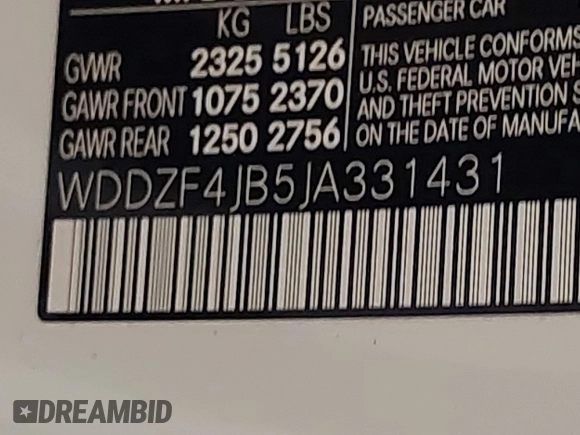 KG LBS
GVWR 2325 5126
GAWR FRONT 1075 2370
GAWR REAR 1250 2756
PASSENGER CAR
THIS VEHICLE CONFORMS
U.S. FEDERAL MOTOR VEH
AND THEFT PREVENTION S
ON THE DATE OF MANUFA
WDDZF4JB5JA331431
DREAMBID